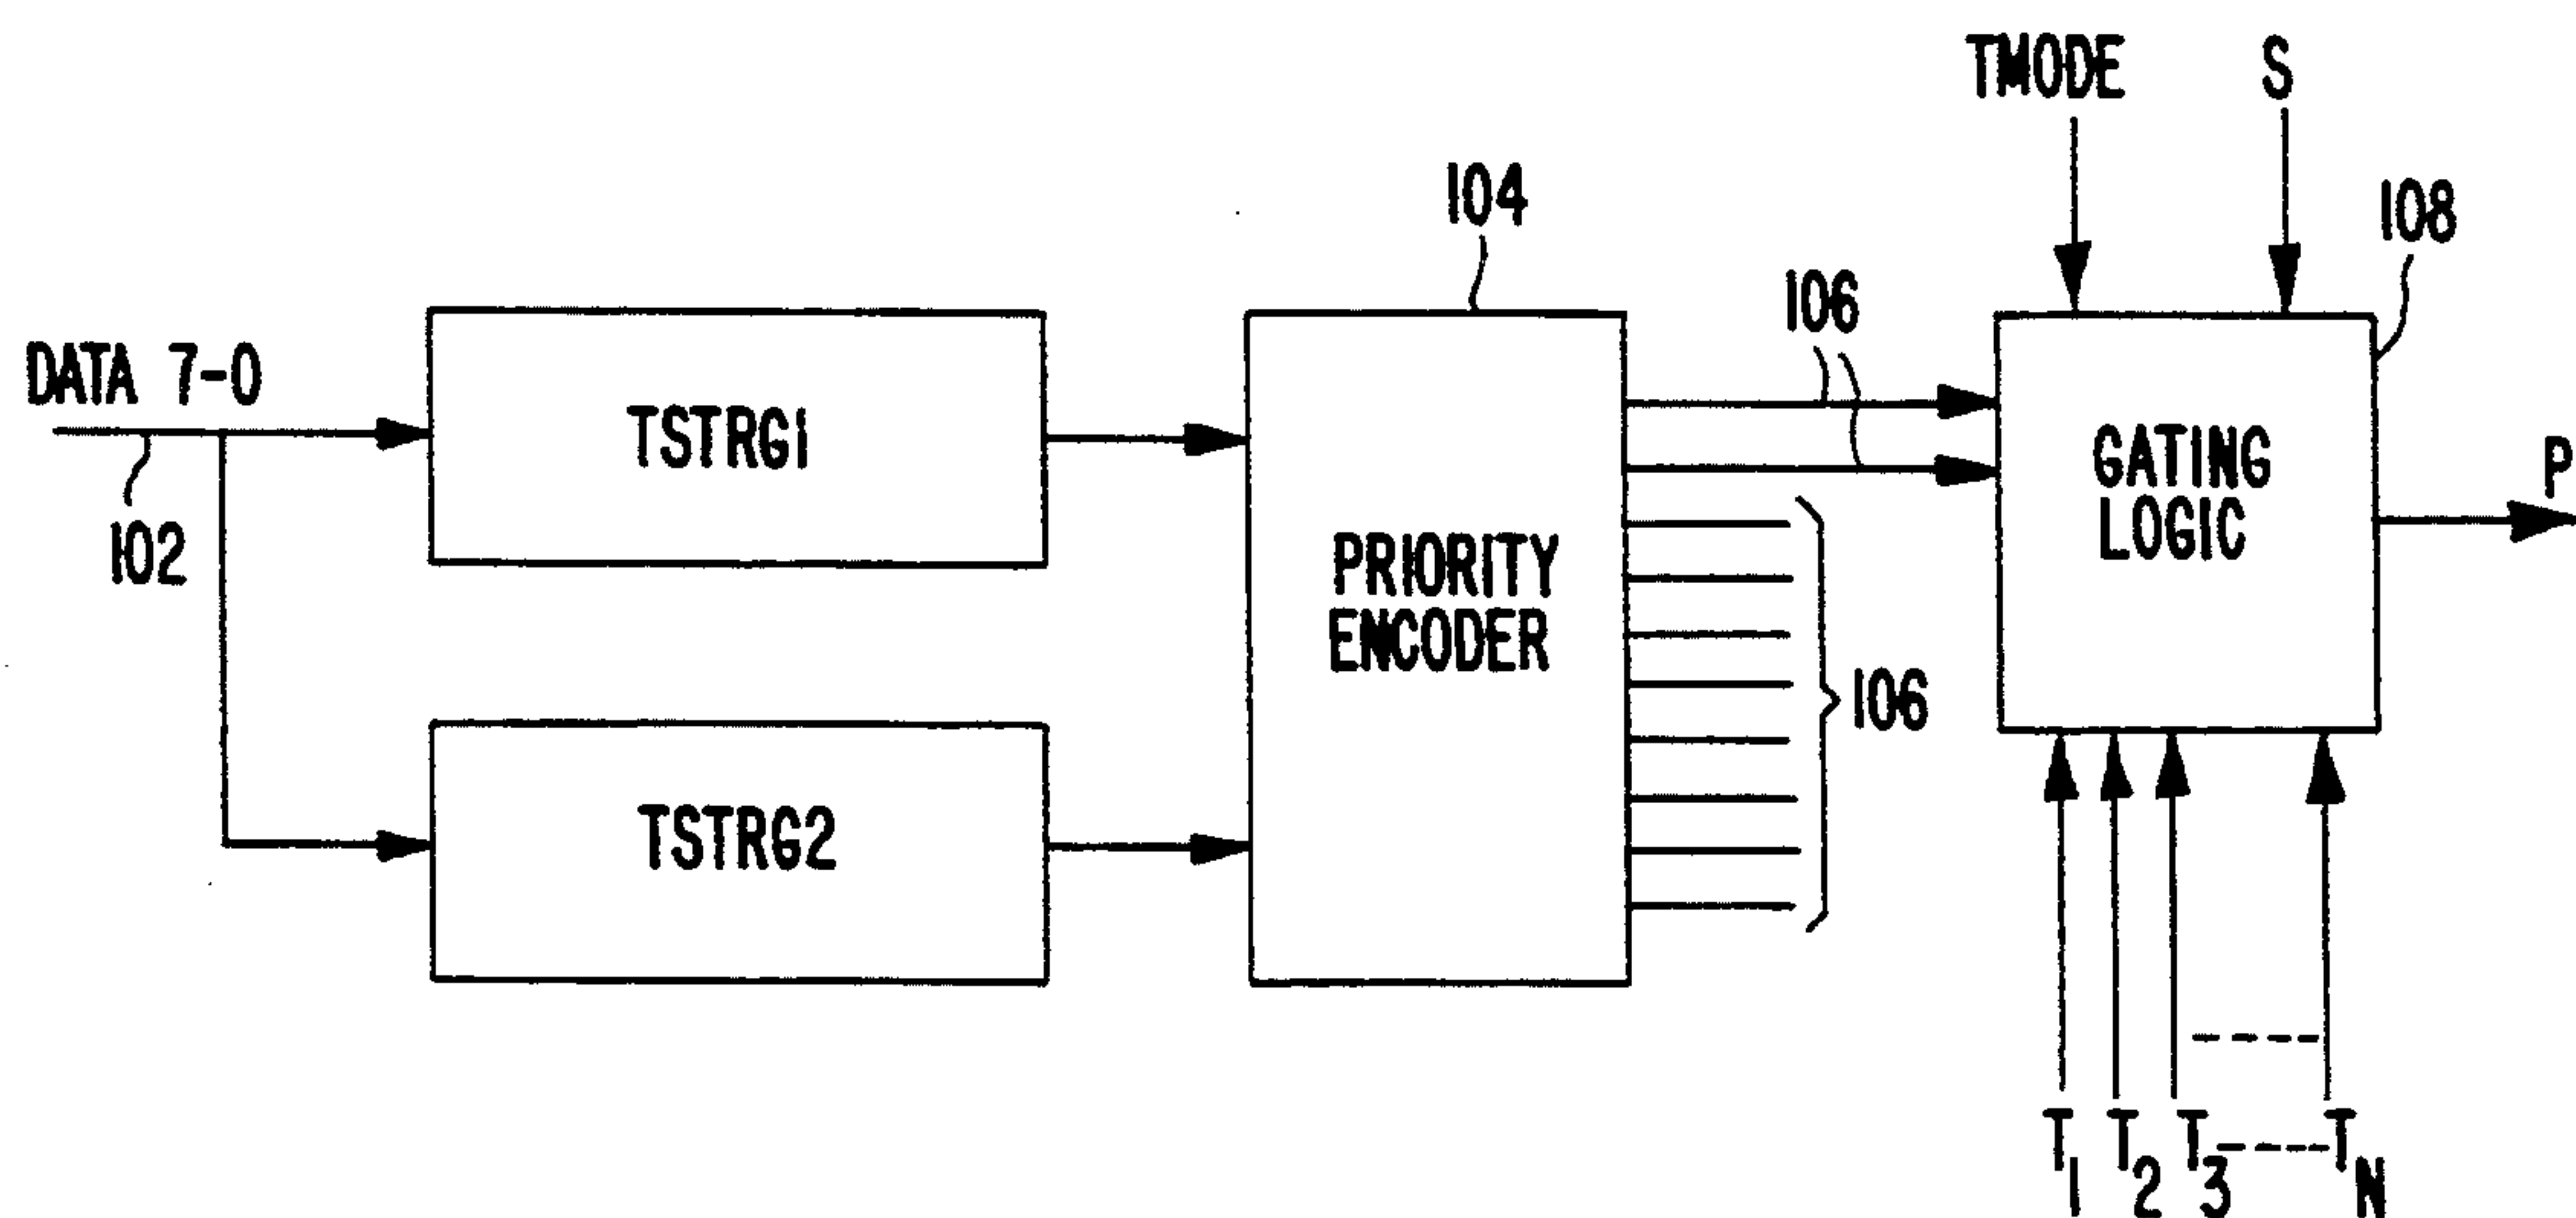 TMODE S
104
108
106
DATA 7-0
TSTRG1
GATING
LOGIC
P
102
PRIORITY
ENCODER
106
TSTRG2
T1 T2 T3-----TN